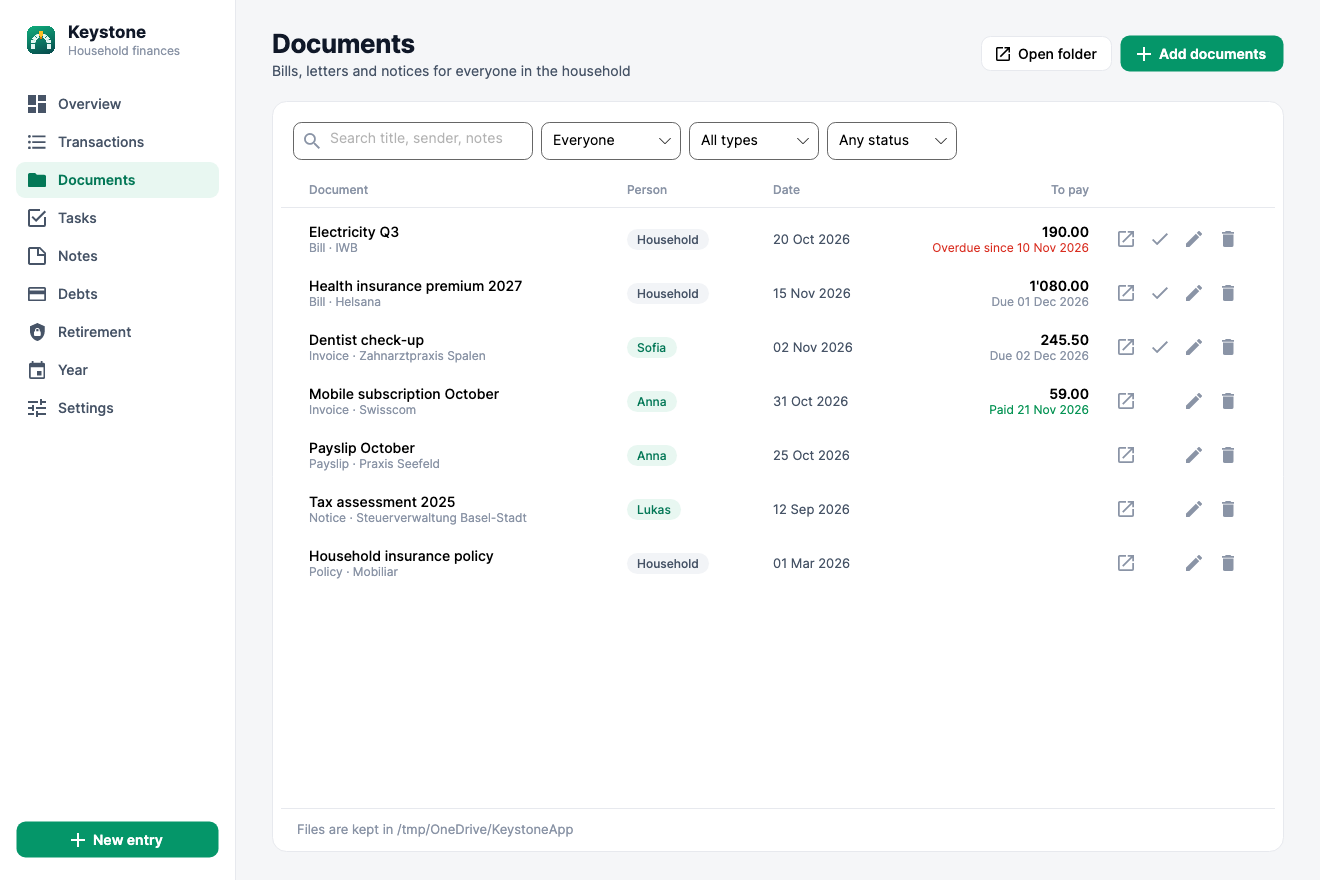 Keystone
Household finances
Overview
Transactions
Documents
Tasks
Notes
Debts
Retirement
Year
Settings
New entry
Documents
Bills, letters and notices for everyone in the household
Open folder
Add documents
Search title, sender, notes
Everyone
All types
Any status
Document Person Date To pay
Electricity Q3
Bill · IWB
Household
20 Oct 2026
190.00
Overdue since 10 Nov 2026
Health insurance premium 2027
Bill · Helsana
Household
15 Nov 2026
1'080.00
Due 01 Dec 2026
Dentist check-up
Invoice · Zahnarztpraxis Spalen
Sofia
02 Nov 2026
245.50
Due 02 Dec 2026
Mobile subscription October
Invoice · Swisscom
Anna
31 Oct 2026
59.00
Paid 21 Nov 2026
Payslip October
Payslip · Praxis Seefeld
Anna
25 Oct 2026
Tax assessment 2025
Notice · Steuerverwaltung Basel-Stadt
Lukas
12 Sep 2026
Household insurance policy
Policy · Mobiliar
Household
01 Mar 2026
Files are kept in /tmp/OneDrive/KeystoneApp